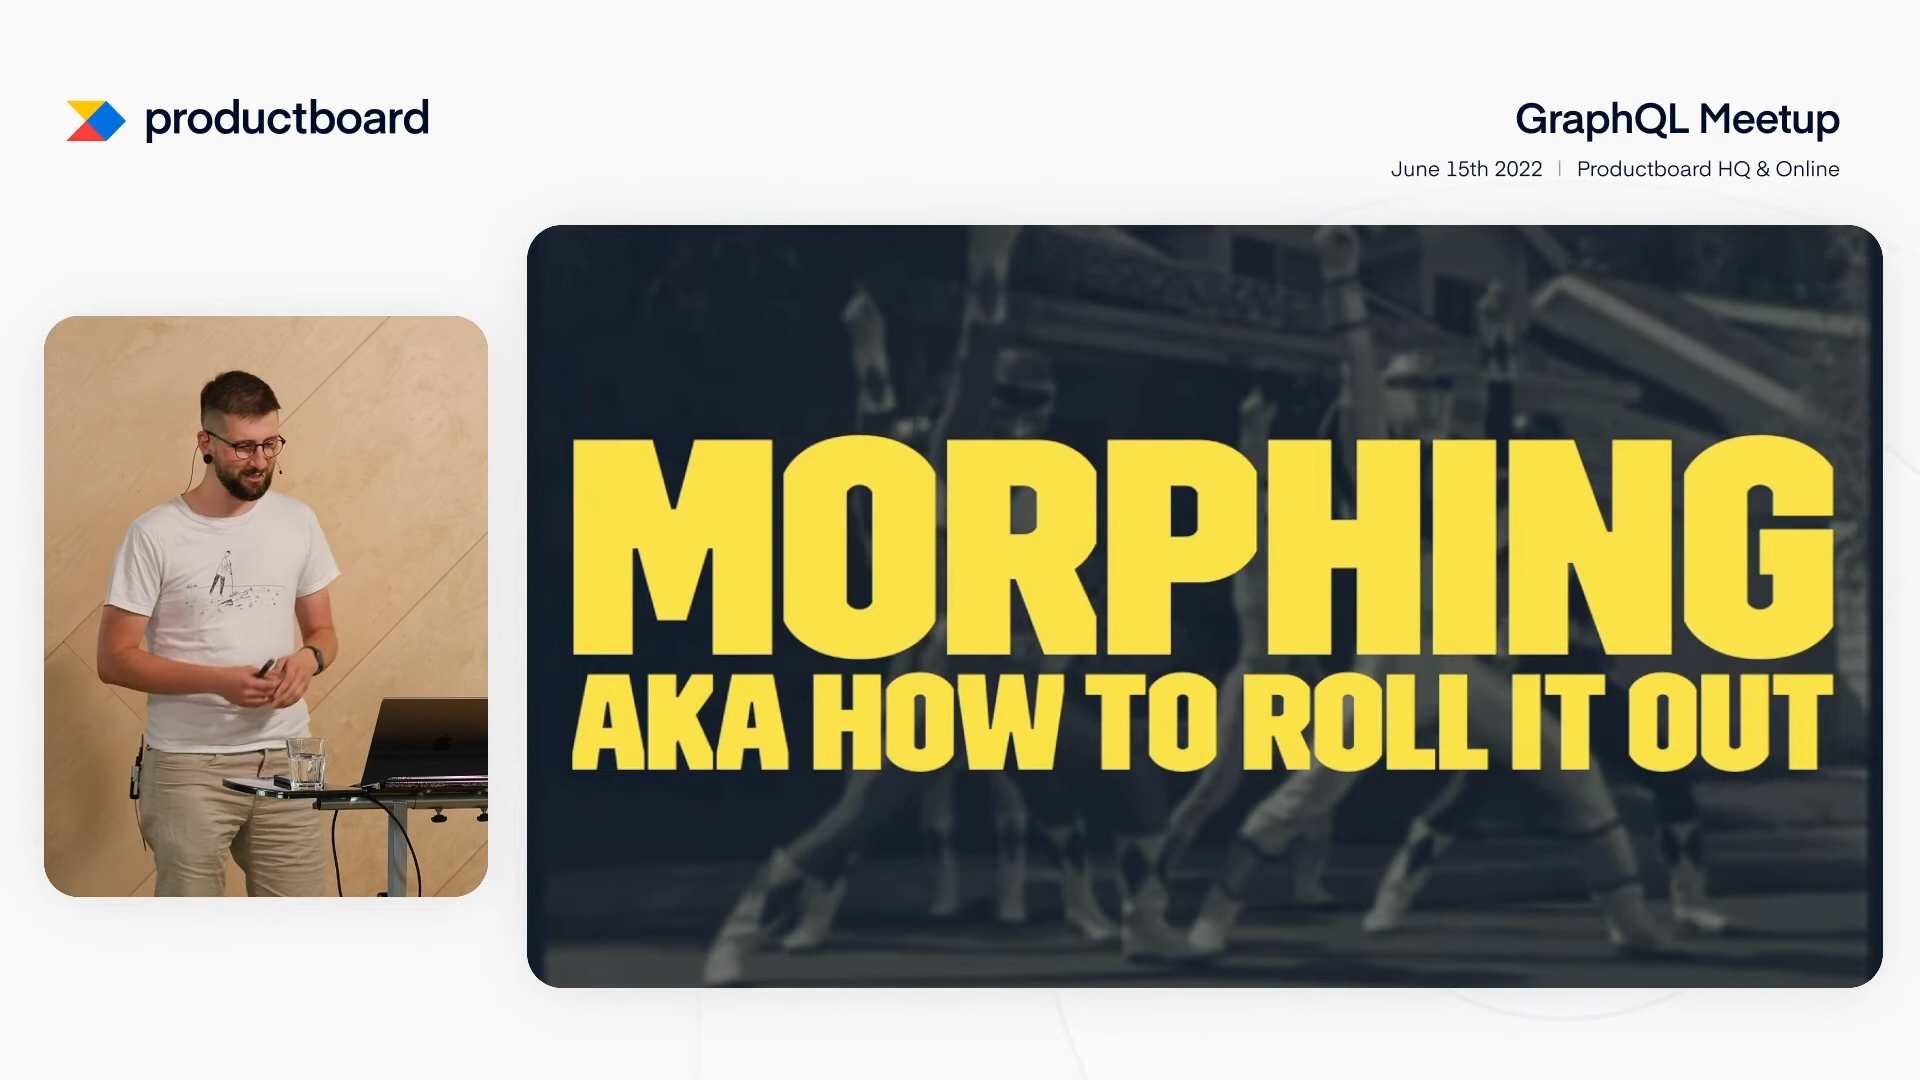 productboard
GraphQL Meetup
June 15th 2022 | Productboard HQ & Online
MORPHING
AKA HOW TO ROLL IT OUT